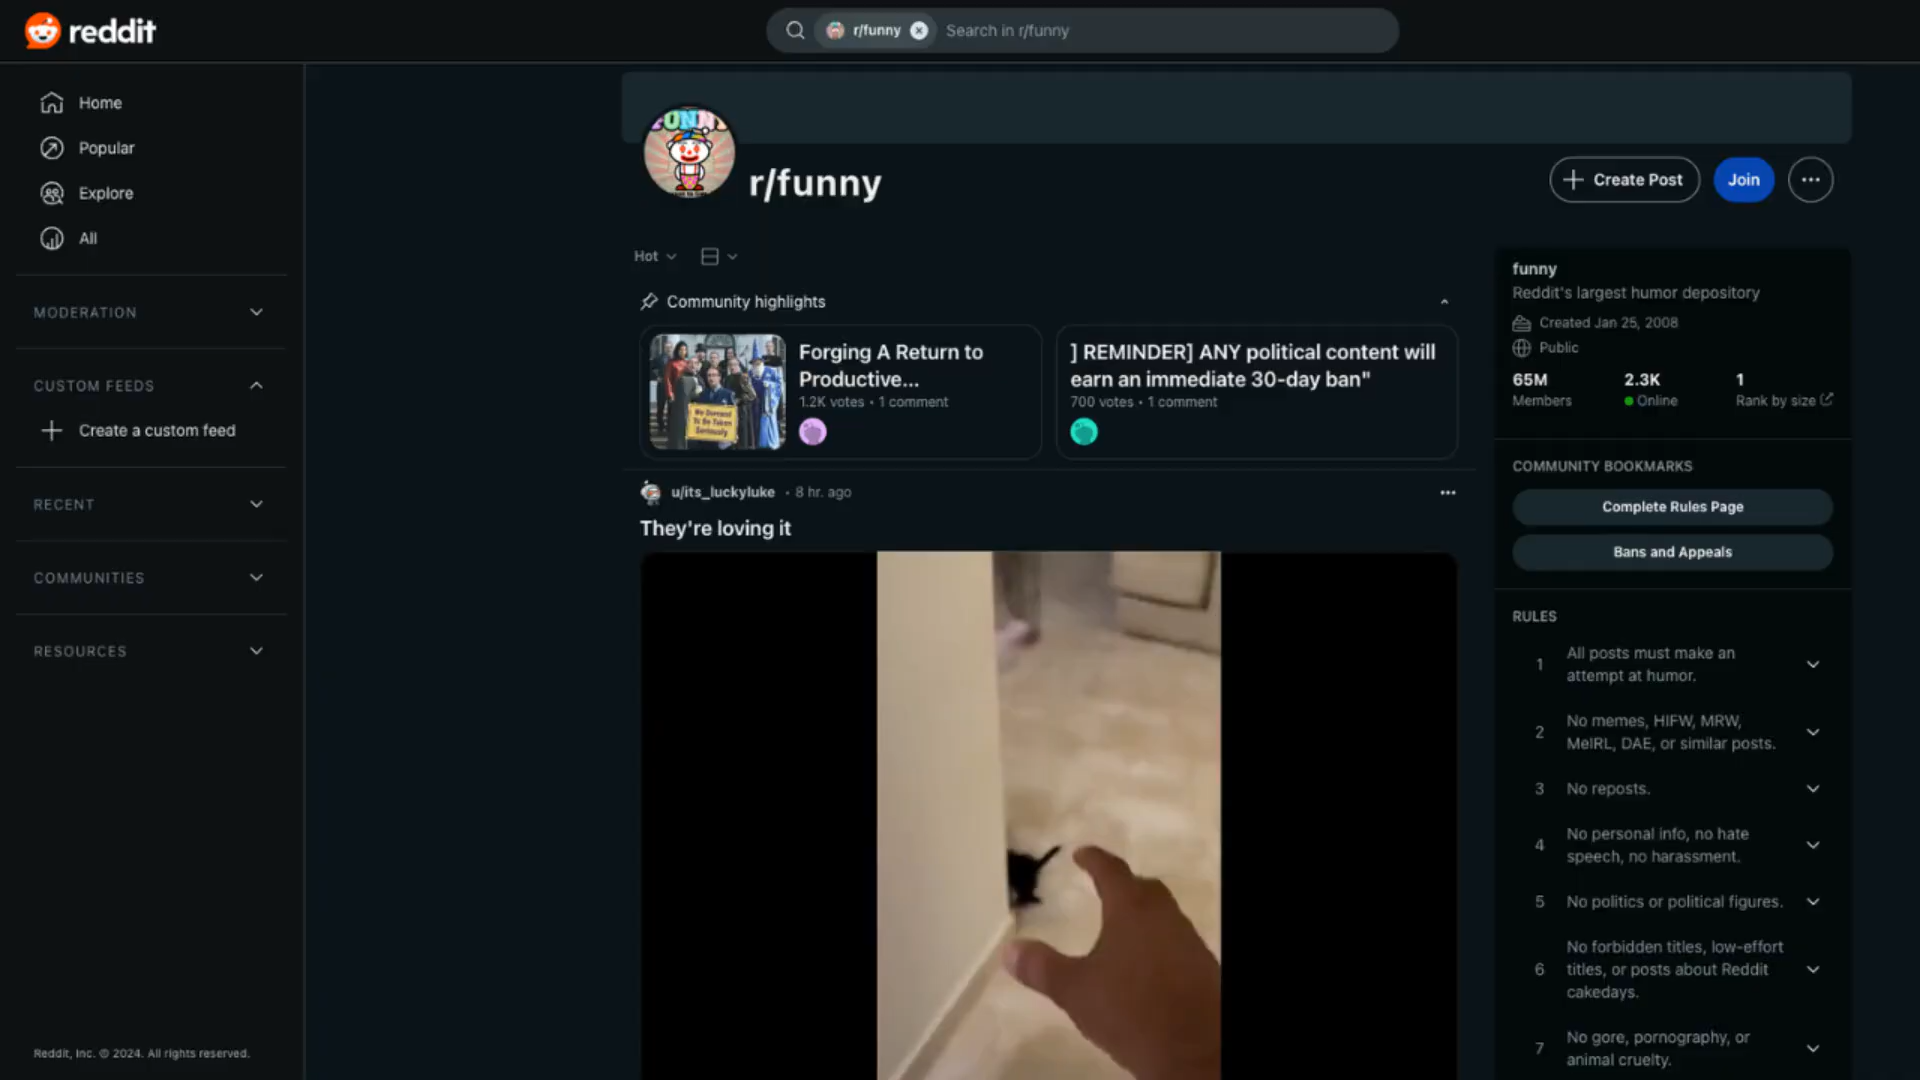 reddit
r/funny
Search in r/funny
Home
Popular
Explore
All
MODERATION
CUSTOM FEEDS
Create a custom feed
RECENT
COMMUNITIES
RESOURCES
Reddit, Inc. © 2024. All rights reserved.
FUNNY
r/funny
Create Post
Join
Hot
Community highlights
We Demand
To Be Taken
Seriously
Forging A Return to
Productive...
1.2K votes • 1 comment
] REMINDER] ANY political content will
earn an immediate 30-day ban"
700 votes • 1 comment
u/its_luckyluke • 8 hr. ago
They're loving it
funny
Reddit's largest humor depository
Created Jan 25, 2008
Public
65M
Members
2.3K
Online
1
Rank by size
COMMUNITY BOOKMARKS
Complete Rules Page
Bans and Appeals
RULES
1 All posts must make an
attempt at humor.
2 No memes, HIFW, MRW,
MeIRL, DAE, or similar posts.
3 No reposts.
4 No personal info, no hate
speech, no harassment.
5 No politics or political figures.
6 No forbidden titles, low-effort
titles, or posts about Reddit
cakedays.
7 No gore, pornography, or
animal cruelty.